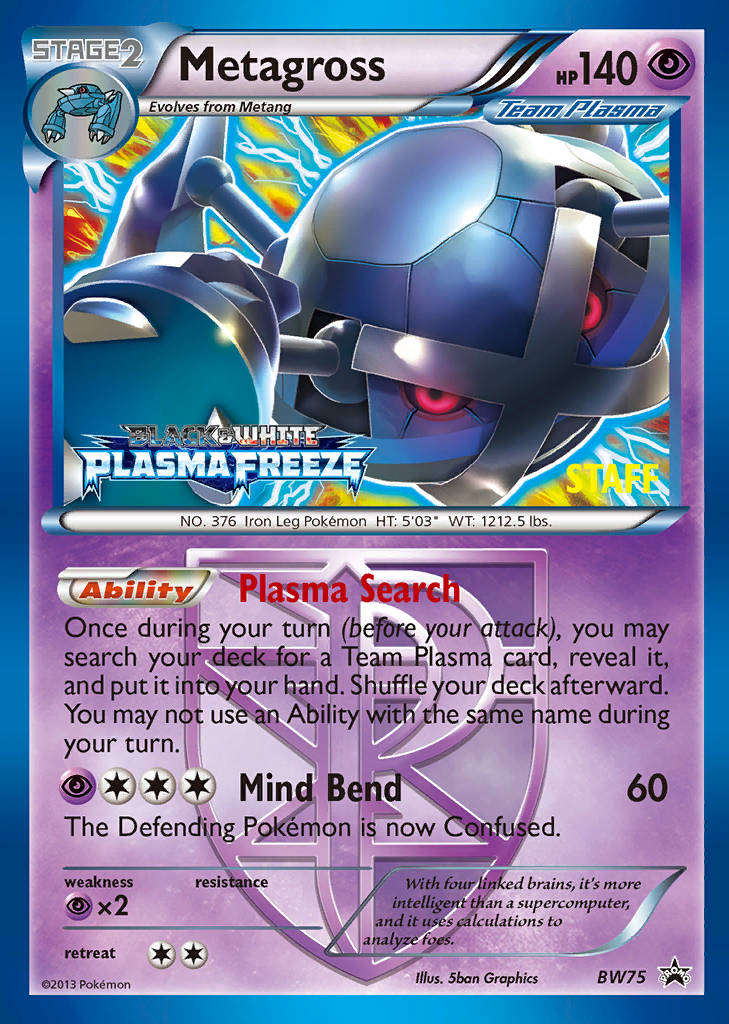 STAGE2
Metagross
HP140
Evolves from Metang
Team Plasma
BLACK&WHITE
PLASMA FREEZE
STAFF
NO. 376 Iron Leg Pokémon HT: 5'03" WT: 1212.5 lbs.
Ability Plasma Search
Once during your turn (before your attack), you may
search your deck for a Team Plasma card, reveal it,
and put it into your hand. Shuffle your deck afterward.
You may not use an Ability with the same name during
your turn.
Mind Bend 60
The Defending Pokémon is now Confused.
weakness resistance
×2
With four linked brains, it's more
intelligent than a supercomputer,
and it uses calculations to
analyze foes.
retreat
©2013 Pokémon
Illus. 5ban Graphics
BW75
PROMO